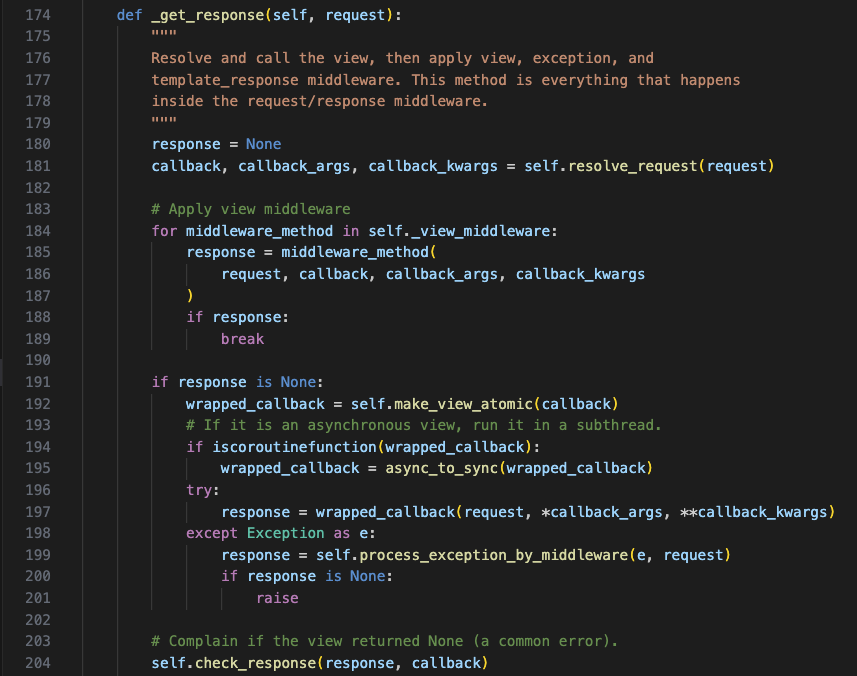 174 def _get_response(self, request):
175 """
176 Resolve and call the view, then apply view, exception, and
177 template_response middleware. This method is everything that happens
178 inside the request/response middleware.
179 """
180 response = None
181 callback, callback_args, callback_kwargs = self.resolve_request(request)
182
183 # Apply view middleware
184 for middleware_method in self._view_middleware:
185 response = middleware_method(
186 request, callback, callback_args, callback_kwargs
187 )
188 if response:
189 break
190
191 if response is None:
192 wrapped_callback = self.make_view_atomic(callback)
193 # If it is an asynchronous view, run it in a subthread.
194 if iscoroutinefunction(wrapped_callback):
195 wrapped_callback = async_to_sync(wrapped_callback)
196 try:
197 response = wrapped_callback(request, *callback_args, **callback_kwargs)
198 except Exception as e:
199 response = self.process_exception_by_middleware(e, request)
200 if response is None:
201 raise
202
203 # Complain if the view returned None (a common error).
204 self.check_response(response, callback)